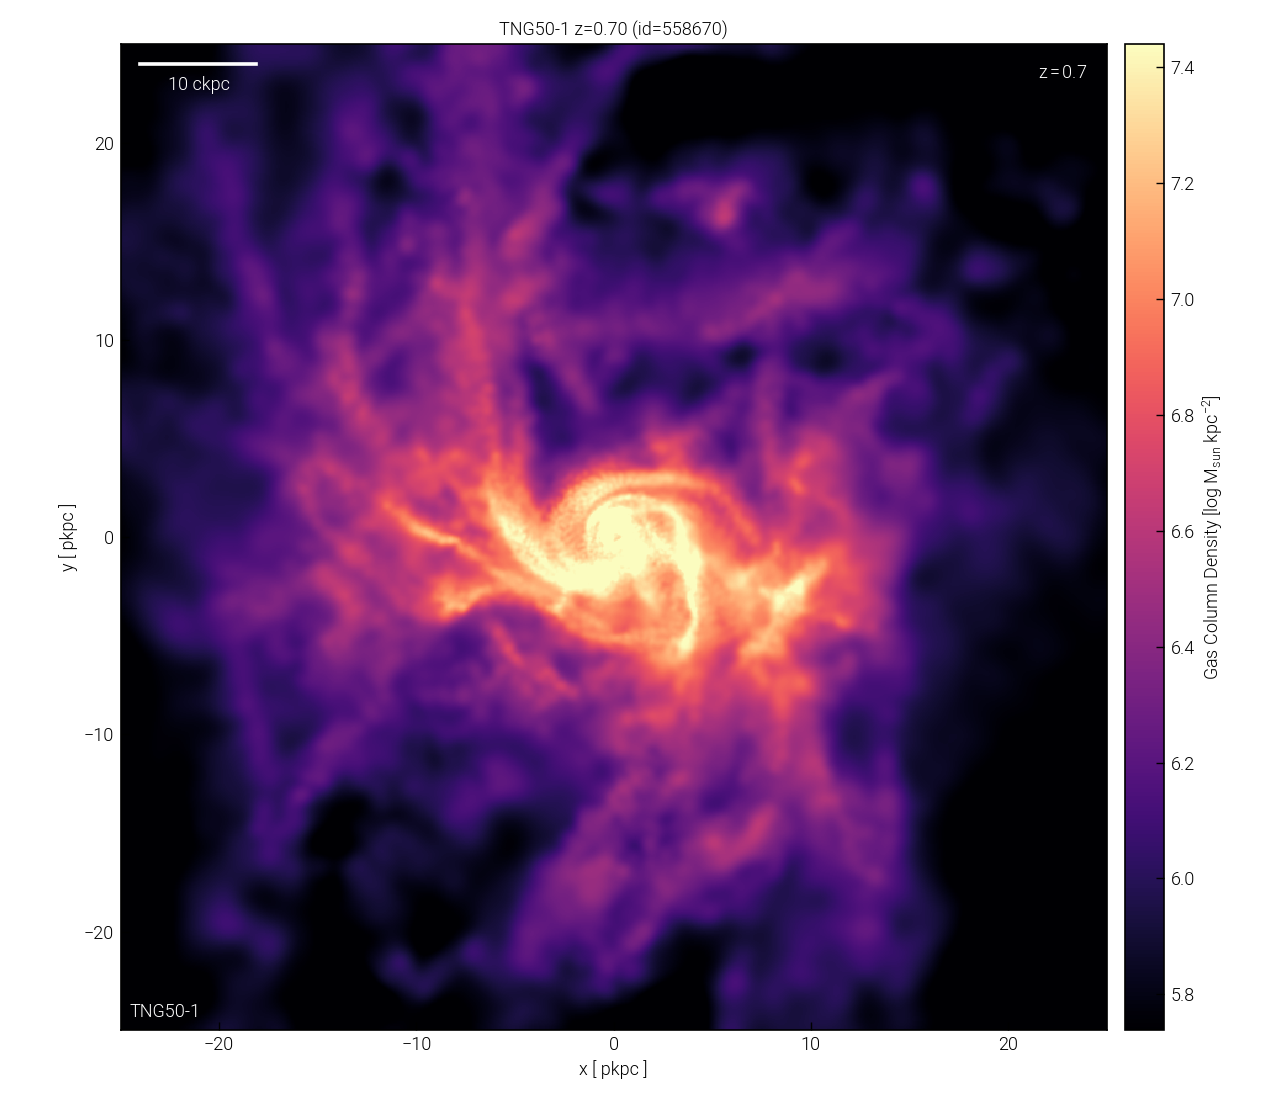 TNG50-1 z=0.70 (id=558670)
10 ckpc
z = 0.7
TNG50-1
20
10
0
−10
−20
y [ pkpc ]
−20
−10
0
10
20
x [ pkpc ]
7.4
7.2
7.0
6.8
6.6
6.4
6.2
6.0
5.8
Gas Column Density [log M_sun kpc⁻²]